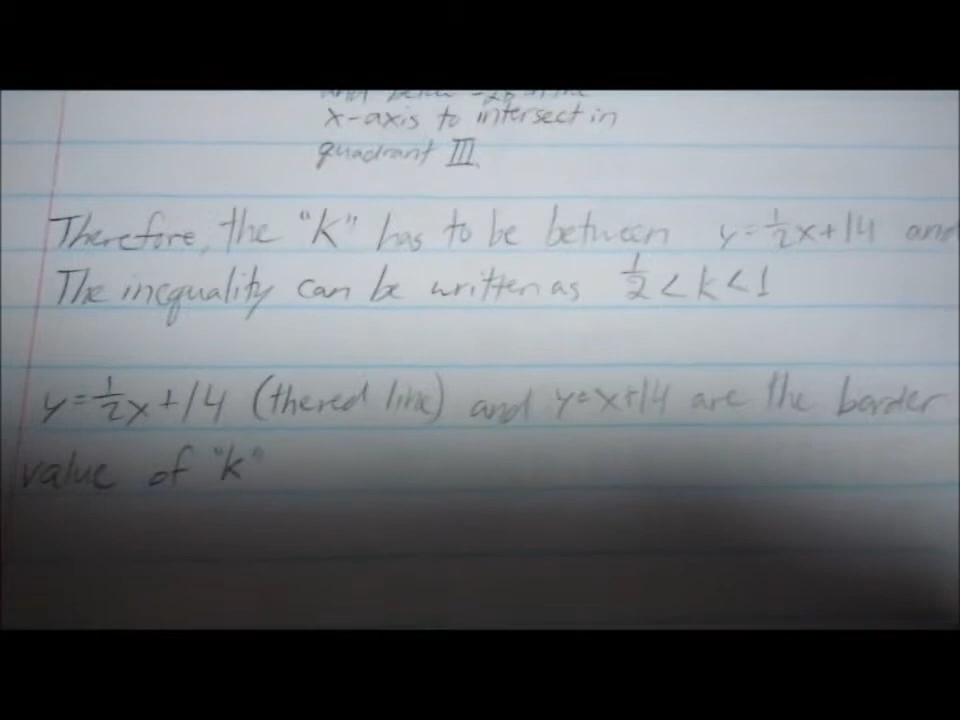 x-axis to intersect in
quadrant III.
Therefore, the "k" has to be between y=½x+14 and
The inequality can be written as ½<k<1
y=½x+14 (the red line) and y=x+14 are the border
value of "k"